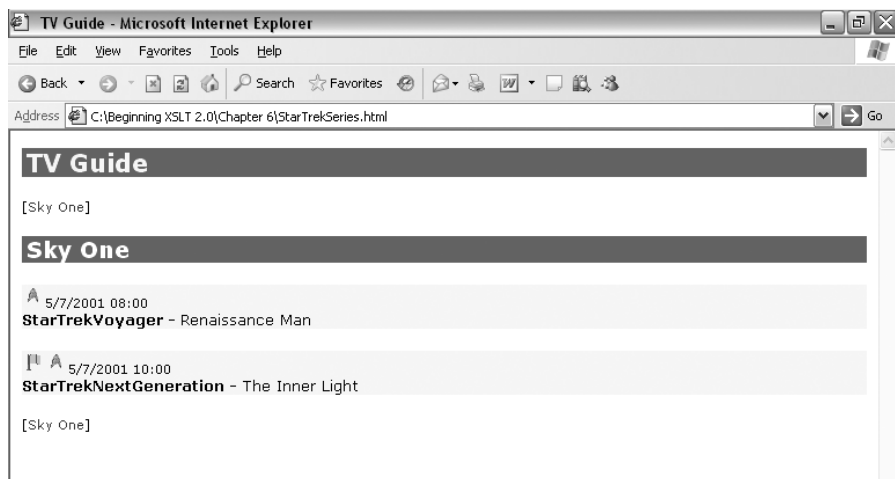 TV Guide - Microsoft Internet Explorer
File Edit View Favorites Tools Help
Back Search Favorites
Address C:\Beginning XSLT 2.0\Chapter 6\StarTrekSeries.html Go
TV Guide
[Sky One]
Sky One
5/7/2001 08:00
StarTrekVoyager - Renaissance Man
5/7/2001 10:00
StarTrekNextGeneration - The Inner Light
[Sky One]